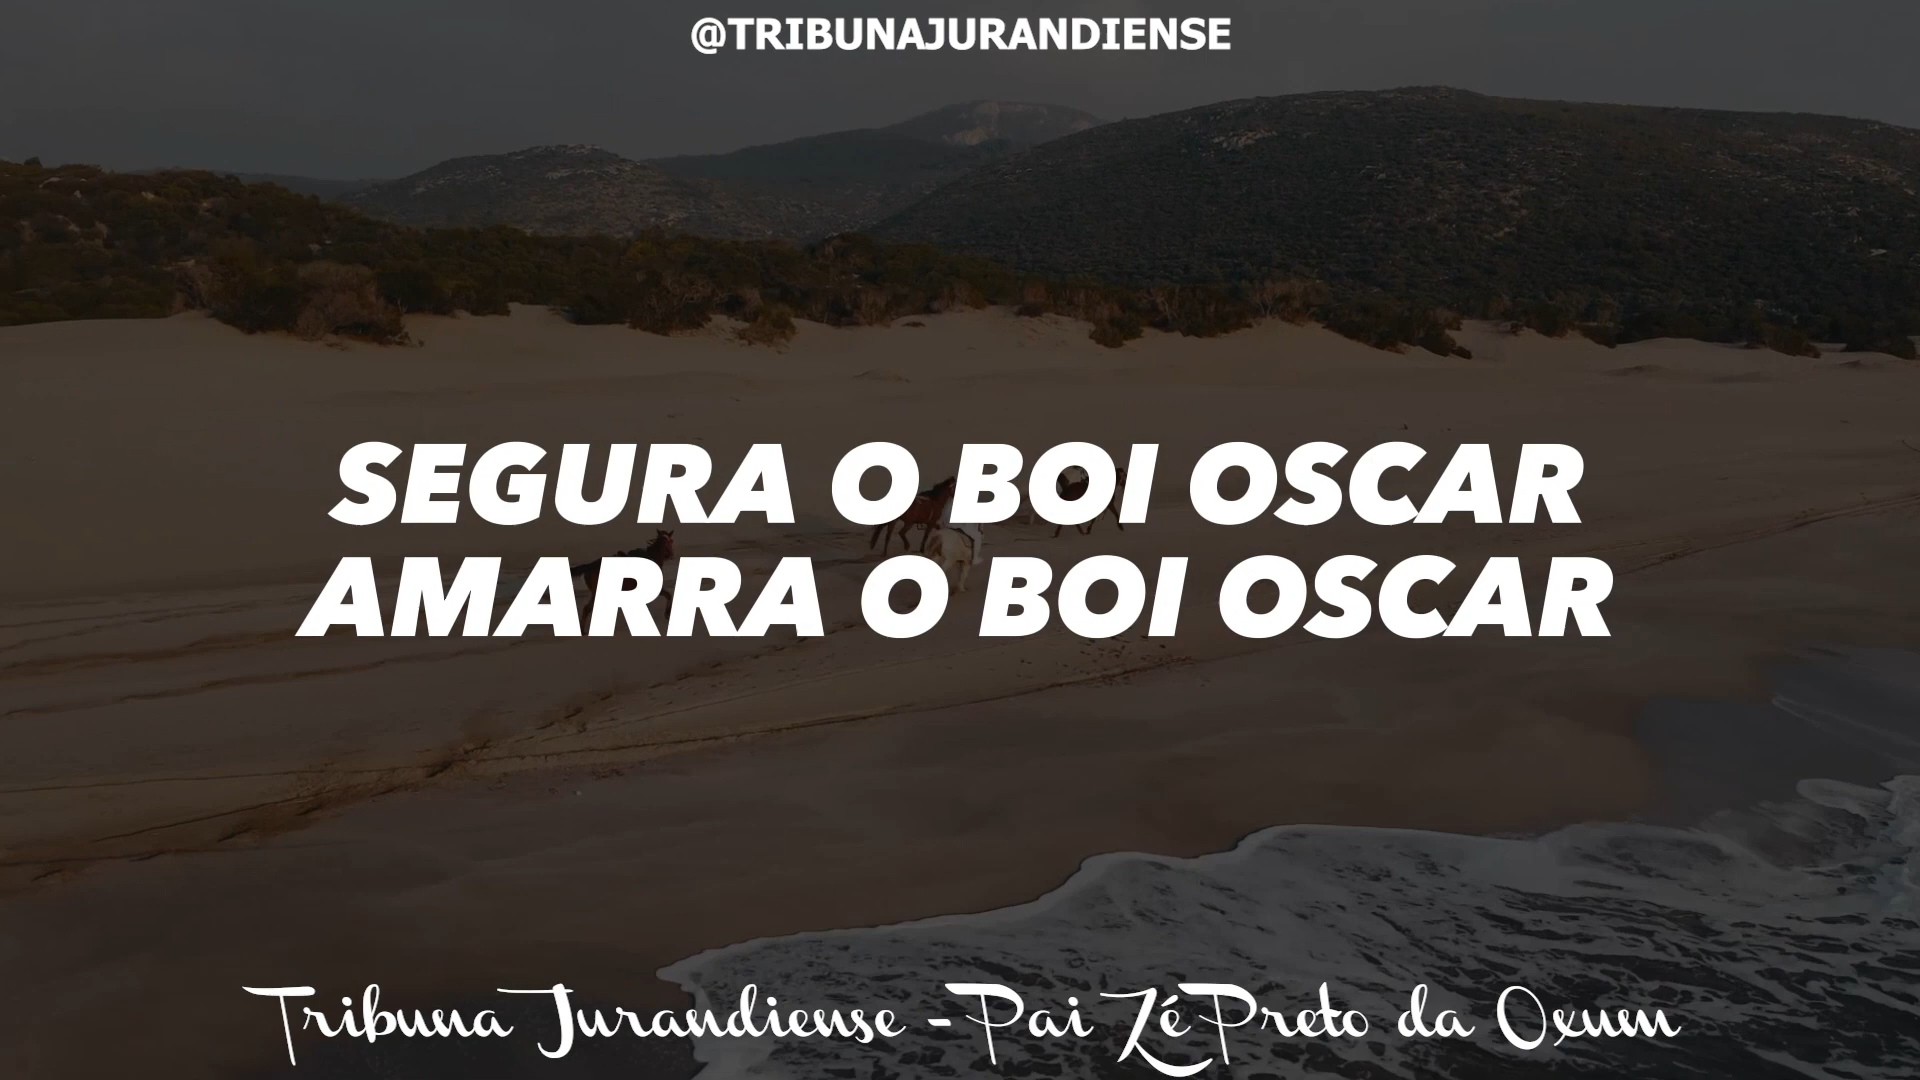 @TRIBUNAJURANDIENSE
SEGURA O BOI OSCAR
AMARRA O BOI OSCAR
Tribuna Jurandiense - Pai Zé Preto da Oxum